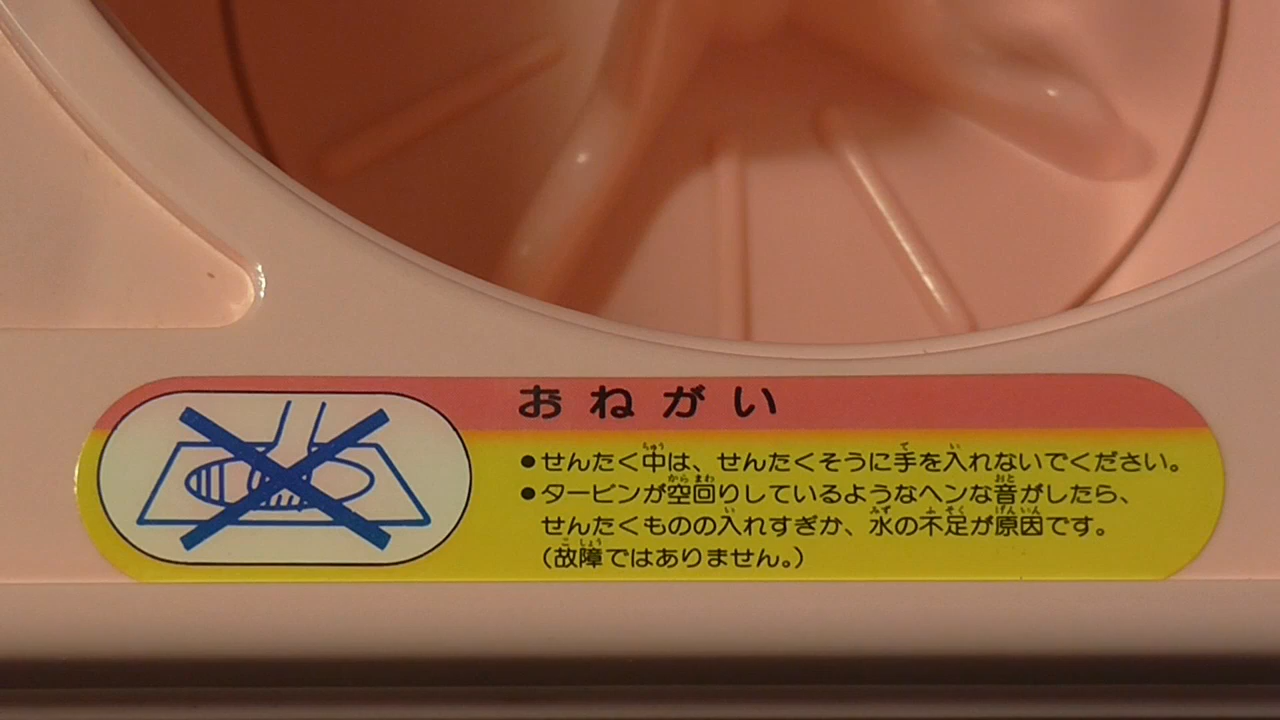 おねがい
●せんたく中は、せんたくそうに手を入れないでください。
●タービンが空回りしているようなヘンな音がしたら、
せんたくものの入れすぎか、水の不足が原因です。
(故障ではありません。)